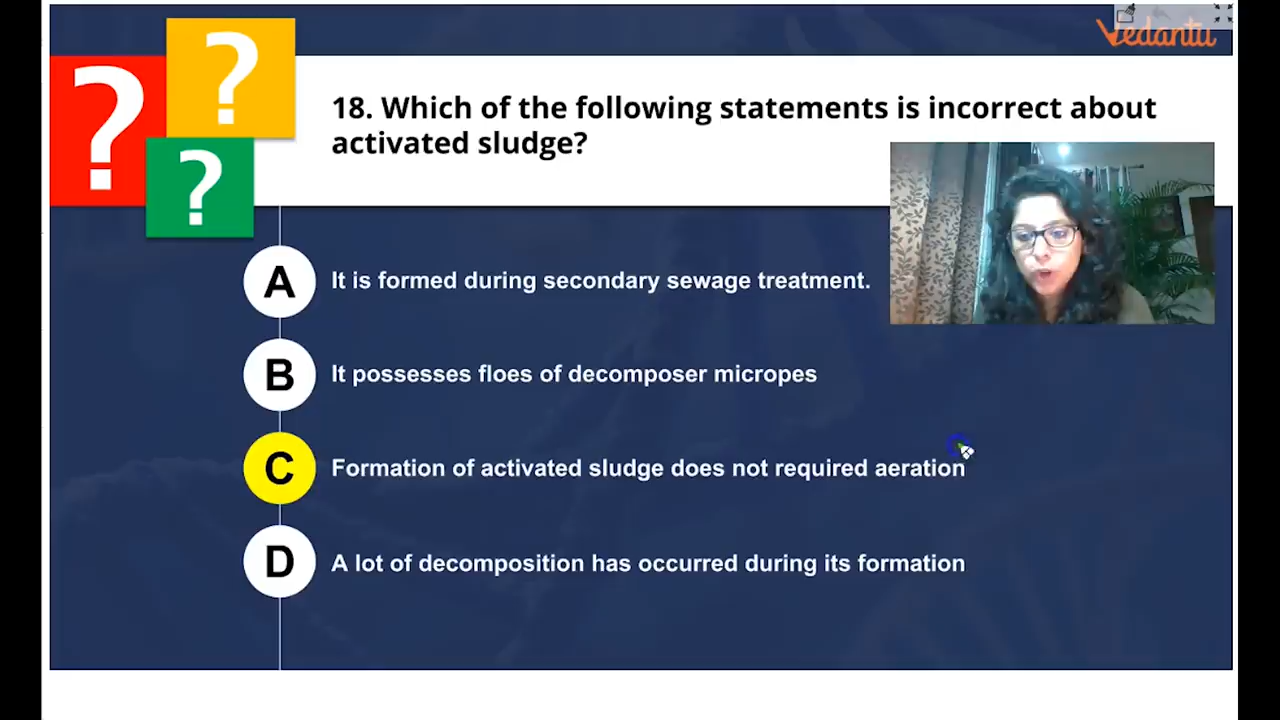 Vedantu
? ? ?
18. Which of the following statements is incorrect about
activated sludge?
A It is formed during secondary sewage treatment.
B It possesses floes of decomposer micropes
C Formation of activated sludge does not required aeration
D A lot of decomposition has occurred during its formation